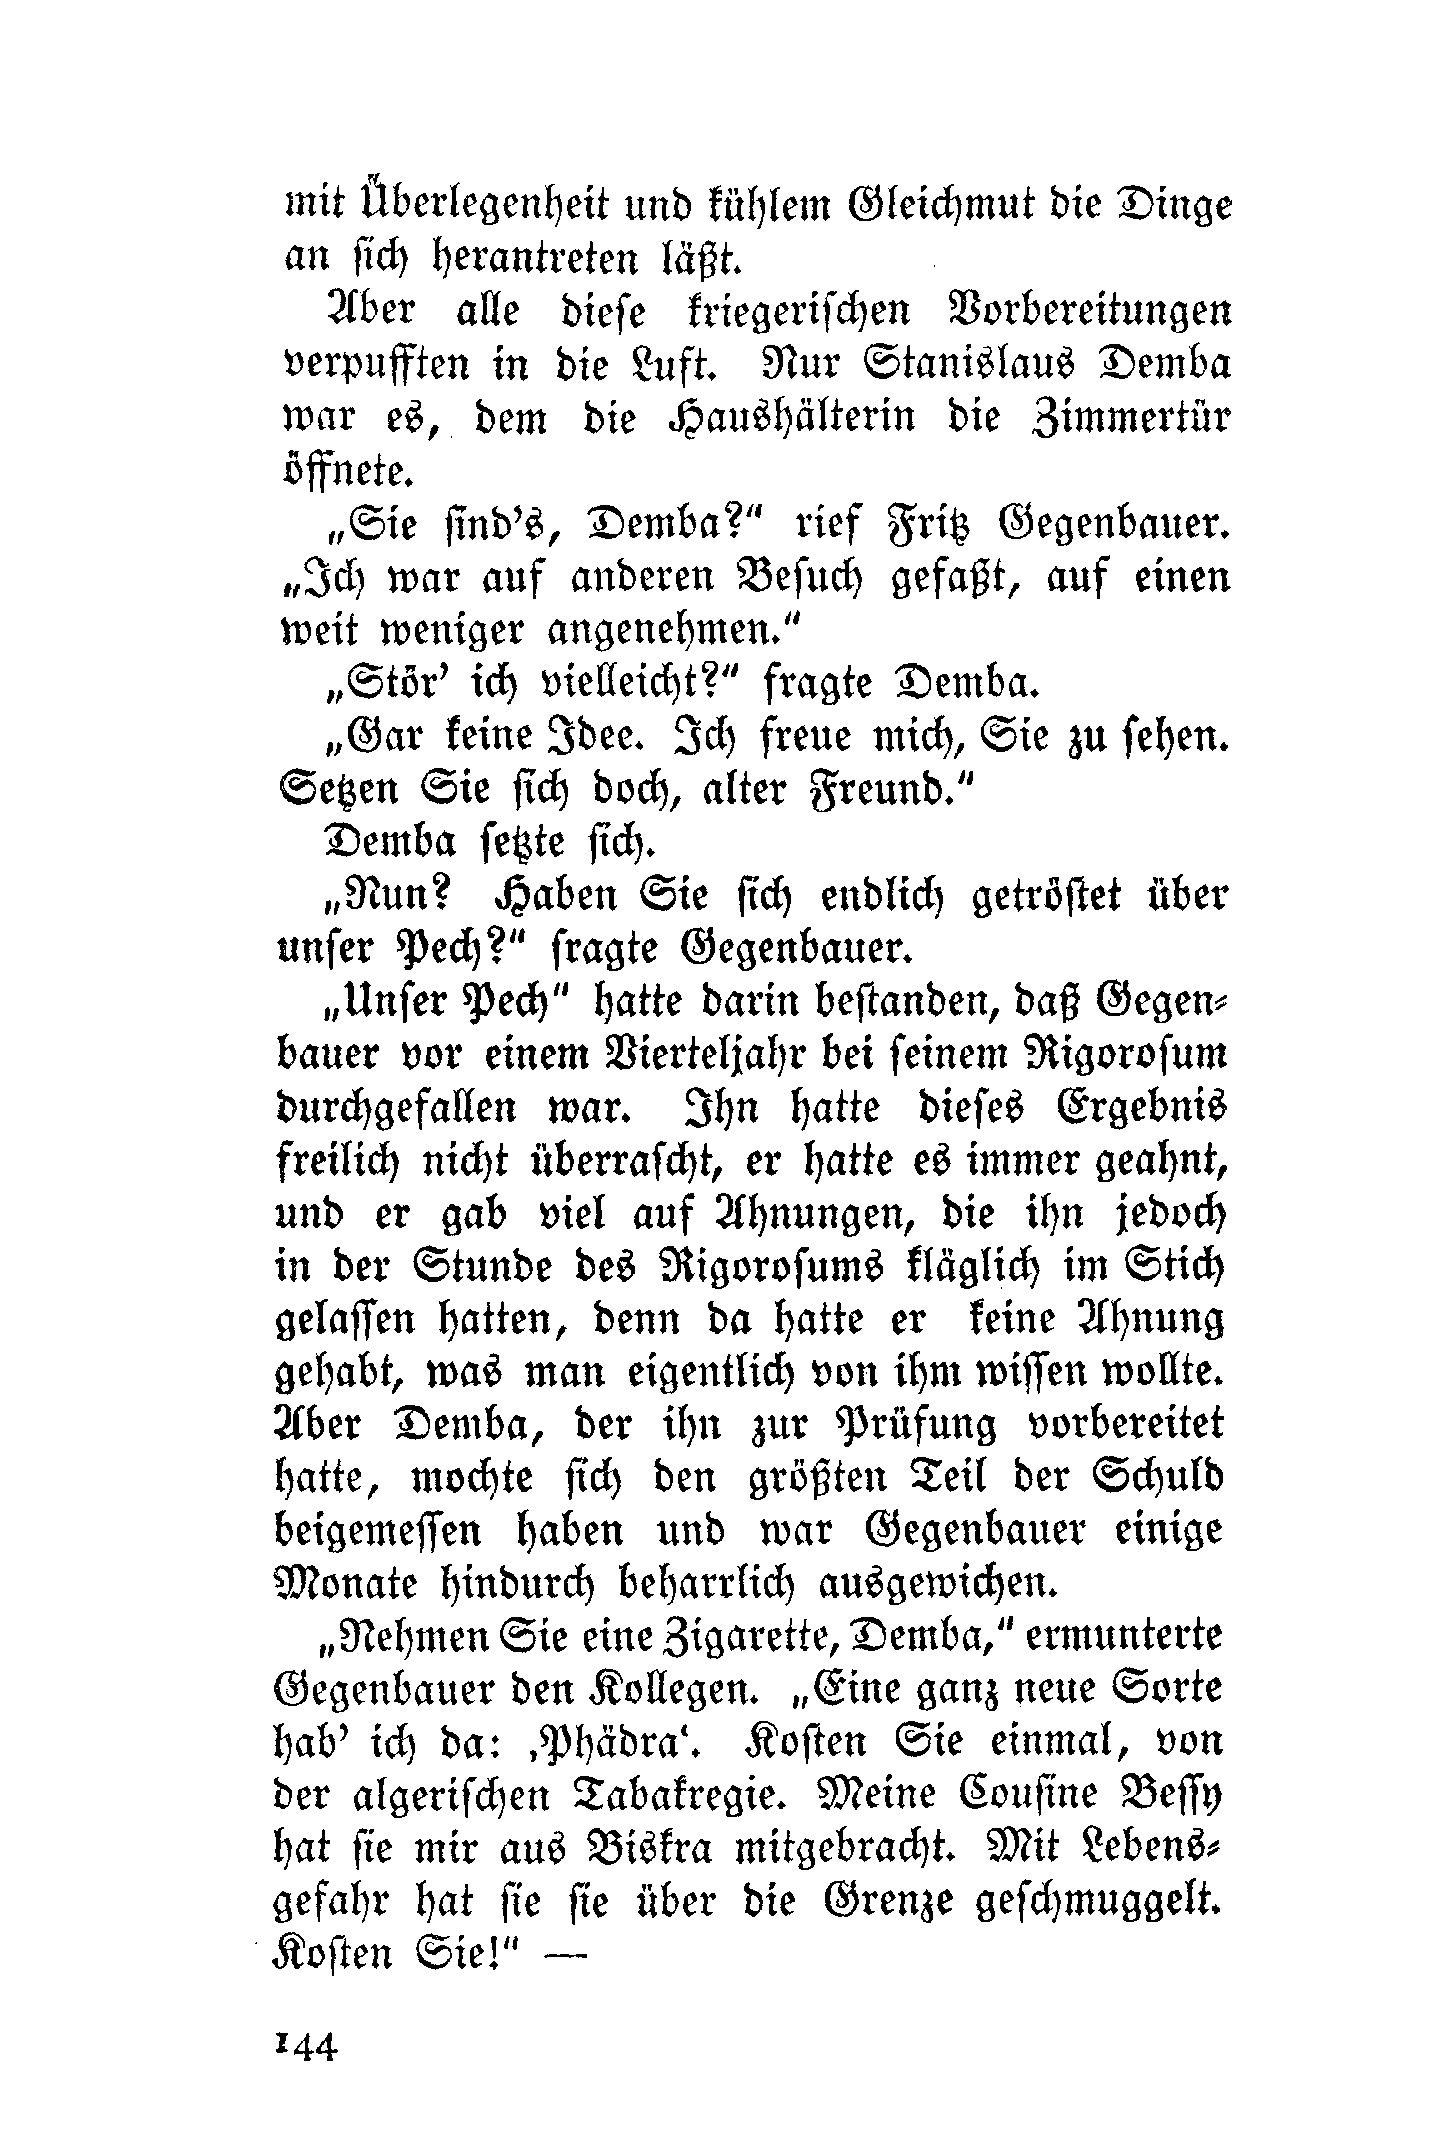 mit Überlegenheit und kühlem Gleichmut die Dinge
an sich herantreten läßt.
Aber alle diese kriegerischen Vorbereitungen
verpufften in die Luft. Nur Stanislaus Demba
war es, dem die Haushälterin die Zimmertür
öffnete.
„Sie sind's, Demba?“ rief Fritz Gegenbauer.
„Ich war auf anderen Besuch gefaßt, auf einen
weit weniger angenehmen.“
„Stör' ich vielleicht?“ fragte Demba.
„Gar keine Idee. Ich freue mich, Sie zu sehen.
Setzen Sie sich doch, alter Freund.“
Demba setzte sich.
„Nun? Haben Sie sich endlich getröstet über
unser Pech?“ fragte Gegenbauer.
„Unser Pech“ hatte darin bestanden, daß Gegen-
bauer vor einem Vierteljahr bei seinem Rigorosum
durchgefallen war. Ihn hatte dieses Ergebnis
freilich nicht überrascht, er hatte es immer geahnt,
und er gab viel auf Ahnungen, die ihn jedoch
in der Stunde des Rigorosums kläglich im Stich
gelassen hatten, denn da hatte er keine Ahnung
gehabt, was man eigentlich von ihm wissen wollte.
Aber Demba, der ihn zur Prüfung vorbereitet
hatte, mochte sich den größten Teil der Schuld
beigemessen haben und war Gegenbauer einige
Monate hindurch beharrlich ausgewichen.
„Nehmen Sie eine Zigarette, Demba,“ ermunterte
Gegenbauer den Kollegen. „Eine ganz neue Sorte
hab' ich da: ‚Phädra‘. Kosten Sie einmal, von
der algerischen Tabakregie. Meine Cousine Bessy
hat sie mir aus Biskra mitgebracht. Mit Lebens-
gefahr hat sie sie über die Grenze geschmuggelt.
Kosten Sie!“ —
144